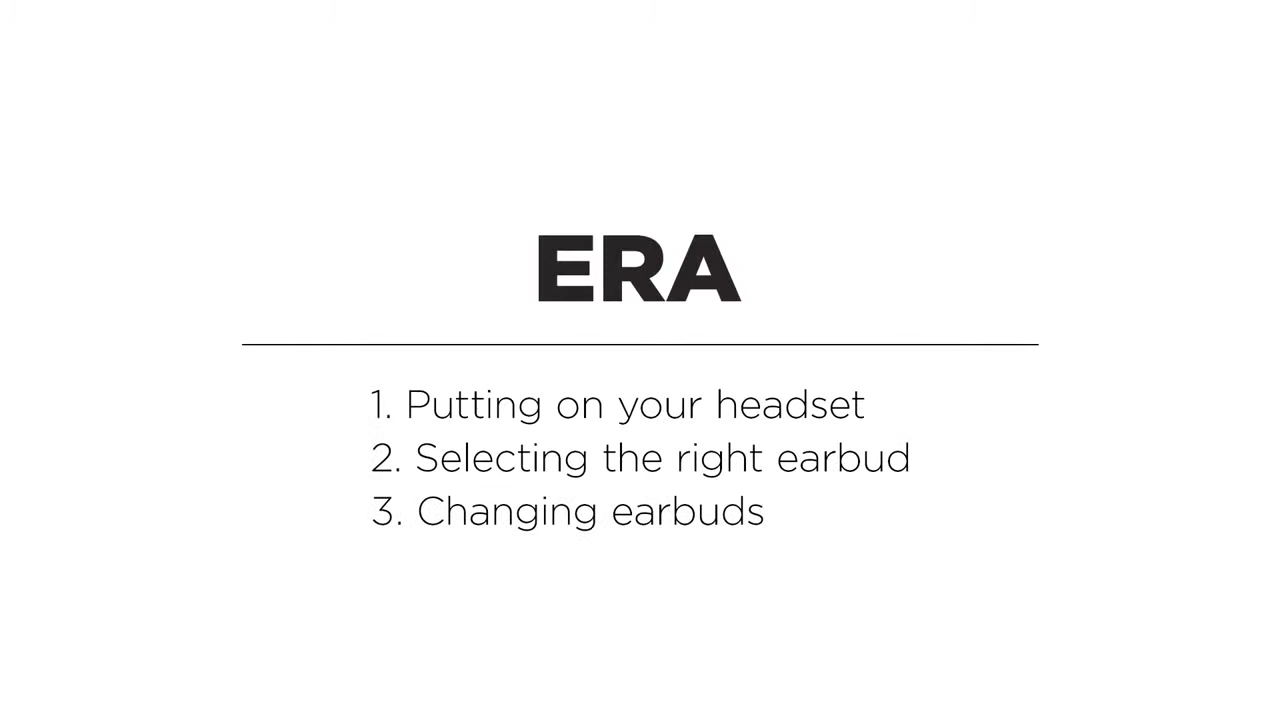 ERA
1. Putting on your headset
2. Selecting the right earbud
3. Changing earbuds